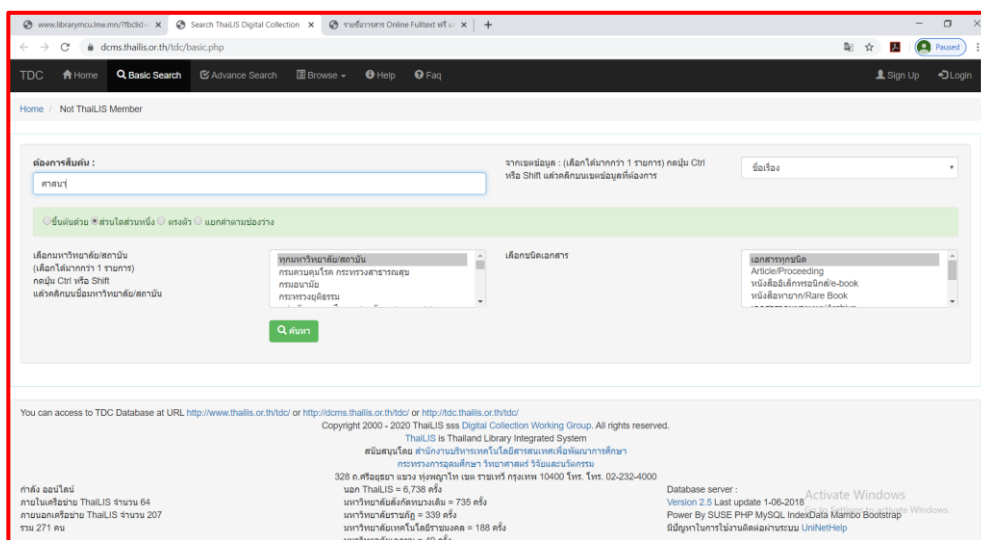 www.librarymcu.lnw.mn/?fbclid=
Search ThaiLIS Digital Collection
รายชื่อวารสาร Online Fulltext ฟรี
dcms.thailis.or.th/tdc/basic.php
Paused
TDC Home Basic Search Advance Search Browse Help Faq Sign Up Login
Home / Not ThaiLIS Member
ต้องการสืบค้น :
ศาสนา
จากเขตข้อมูล : (เลือกได้มากกว่า 1 รายการ) กดปุ่ม Ctrl
หรือ Shift แล้วคลิกบนเขตข้อมูลที่ต้องการ
ชื่อเรื่อง
ขึ้นต้นด้วย ส่วนใดส่วนหนึ่ง ตรงตัว แยกคำตามช่องว่าง
เลือกมหาวิทยาลัย/สถาบัน
(เลือกได้มากกว่า 1 รายการ)
กดปุ่ม Ctrl หรือ Shift
แล้วคลิกบนชื่อมหาวิทยาลัย/สถาบัน
ทุกมหาวิทยาลัย/สถาบัน
กรมควบคุมโรค กระทรวงสาธารณสุข
กรมอนามัย
กระทรวงยุติธรรม
เลือกชนิดเอกสาร
เอกสารทุกชนิด
Article/Proceeding
หนังสืออิเล็กทรอนิกส์/e-book
หนังสือหายาก/Rare Book
ค้นหา
You can access to TDC Database at URL http://www.thailis.or.th/tdc/ or http://dcms.thailis.or.th/tdc/ or http://tdc.thailis.or.th/tdc/
Copyright 2000 - 2020 ThaiLIS sss Digital Collection Working Group. All rights reserved.
ThaiLIS is Thailand Library Integrated System
สนับสนุนโดย สำนักงานบริหารเทคโนโลยีสารสนเทศเพื่อพัฒนาการศึกษา
กระทรวงการอุดมศึกษา วิทยาศาสตร์ วิจัยและนวัตกรรม
328 ถ.ศรีอยุธยา แขวง ทุ่งพญาไท เขต ราชเทวี กรุงเทพ 10400 โทร. โทร. 02-232-4000
กำลัง ออนไลน์
ภายในเครือข่าย ThaiLIS จำนวน 64
ภายนอกเครือข่าย ThaiLIS จำนวน 207
รวม 271 คน
นอก ThaiLIS = 6,738 ครั้ง
มหาวิทยาลัยสังกัดทบวงเดิม = 735 ครั้ง
มหาวิทยาลัยราชภัฏ = 339 ครั้ง
มหาวิทยาลัยเทคโนโลยีราชมงคล = 188 ครั้ง
มหาวิทยาลัยเอกชน = 49 ครั้ง
Database server :
Version 2.5 Last update 1-06-2018
Power By SUSE PHP MySQL IndexData Mambo Bootstrap
มีปัญหาในการใช้งานติดต่อผ่านระบบ UniNetHelp
Activate Windows
Go to Settings to activate Windows.